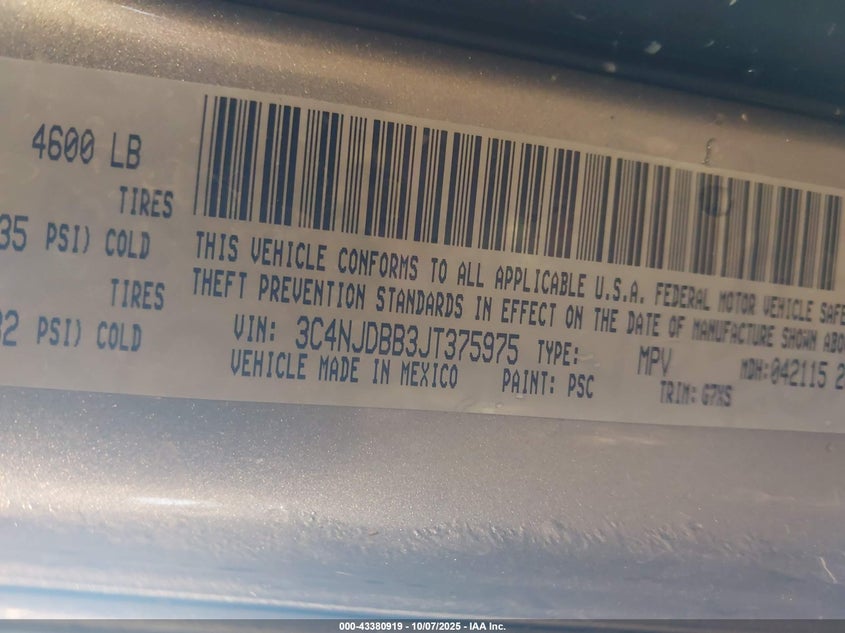 4600 LB
TIRES
35 PSI) COLD
TIRES
32 PSI) COLD
THIS VEHICLE CONFORMS TO ALL APPLICABLE U.S.A. FEDERAL MOTOR VEHICLE SAFE
THEFT PREVENTION STANDARDS IN EFFECT ON THE DATE OF MANUFACTURE SHOWN ABO
VIN: 3C4NJDBB3JT375975 TYPE: MPV MDH:042115 2
VEHICLE MADE IN MEXICO PAINT: PSC TRIM: G7XS
000-43380919 - 10/07/2025 - IAA Inc.